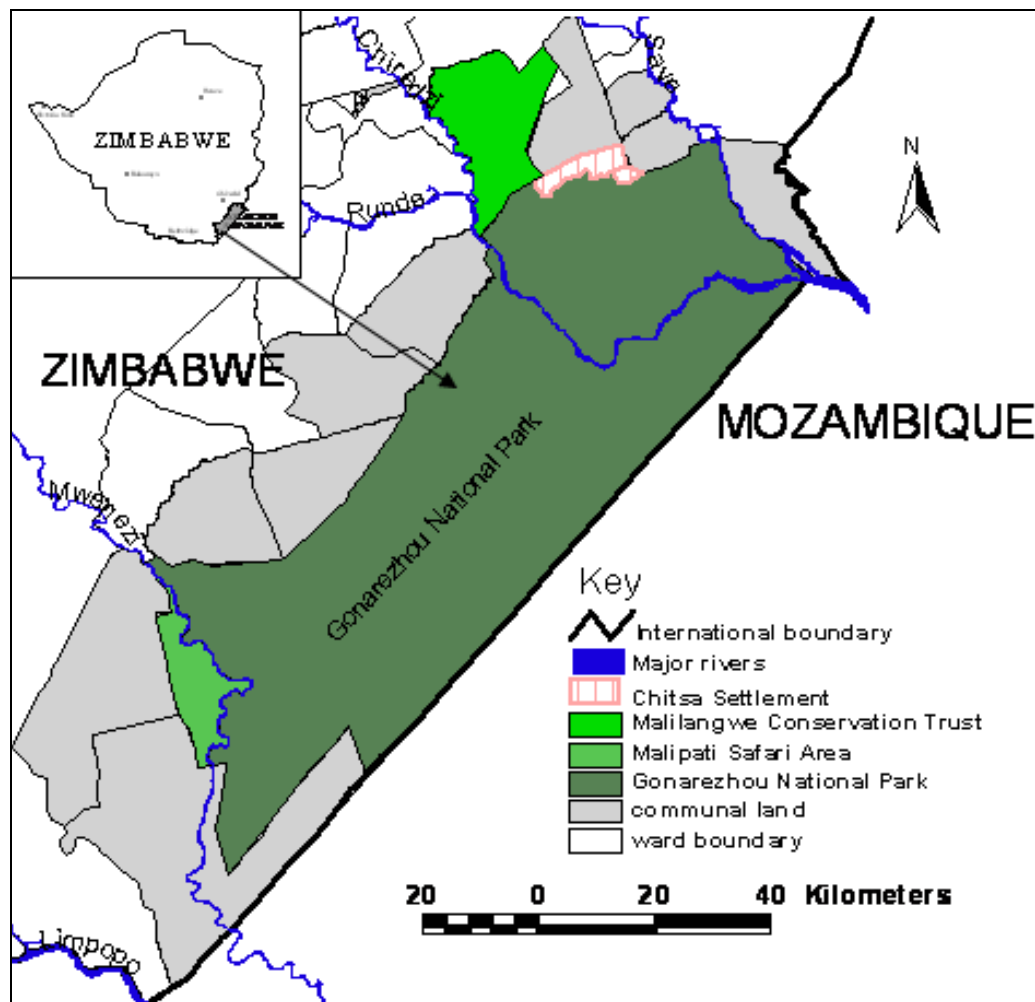 ZIMBABWE
Chiredzi
Save
N
Runde
ZIMBABWE
MOZAMBIQUE
Mwenezi
Gonarezhou National Park
Key
International boundary
Major rivers
Chitsa Settlement
Malilangwe Conservation Trust
Malipati Safari Area
Gonarezhou National Park
communal land
ward boundary
20 0 20 40 Kilometers
Limpopo